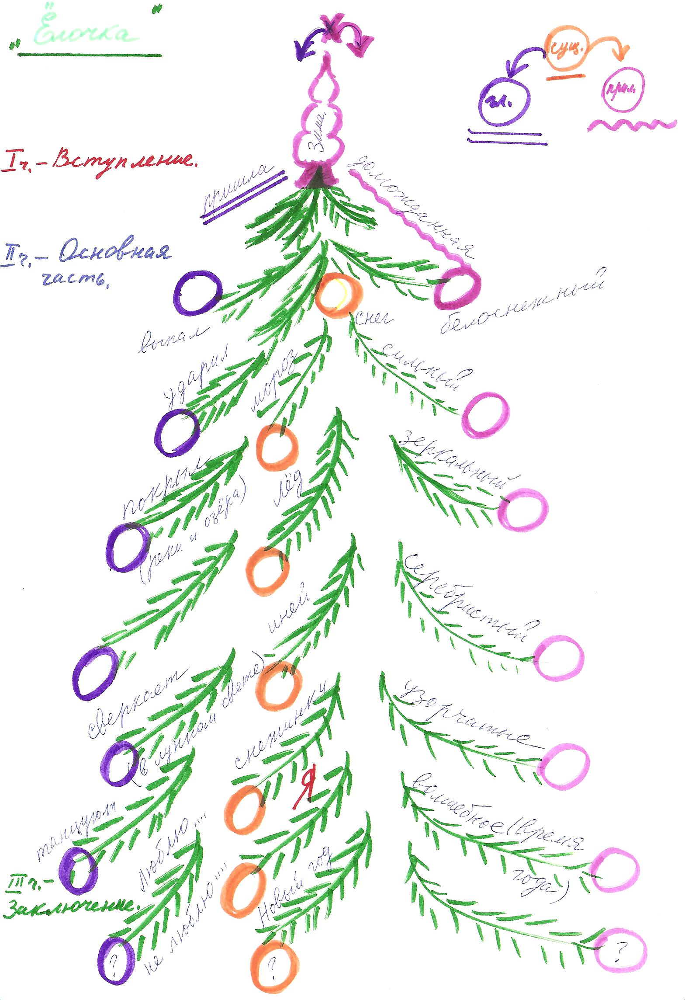 "Ёлочка"
сущ.
гл.
прил.
Зима.
I ч. - Вступление.
пришла
долгожданная
II ч. - Основная
часть.
выпал
снег
белоснежный
ударил
мороз
сильный
покрыл
(реки и озёра)
лёд
зеркальный
иней
серебристый
сверкает
(в лунном свете)
снежинки
узорчатые
танцуют
Я
волшебное (время
года)
III ч. -
Заключение.
люблю....
не люблю....
Новый год
?
?
?